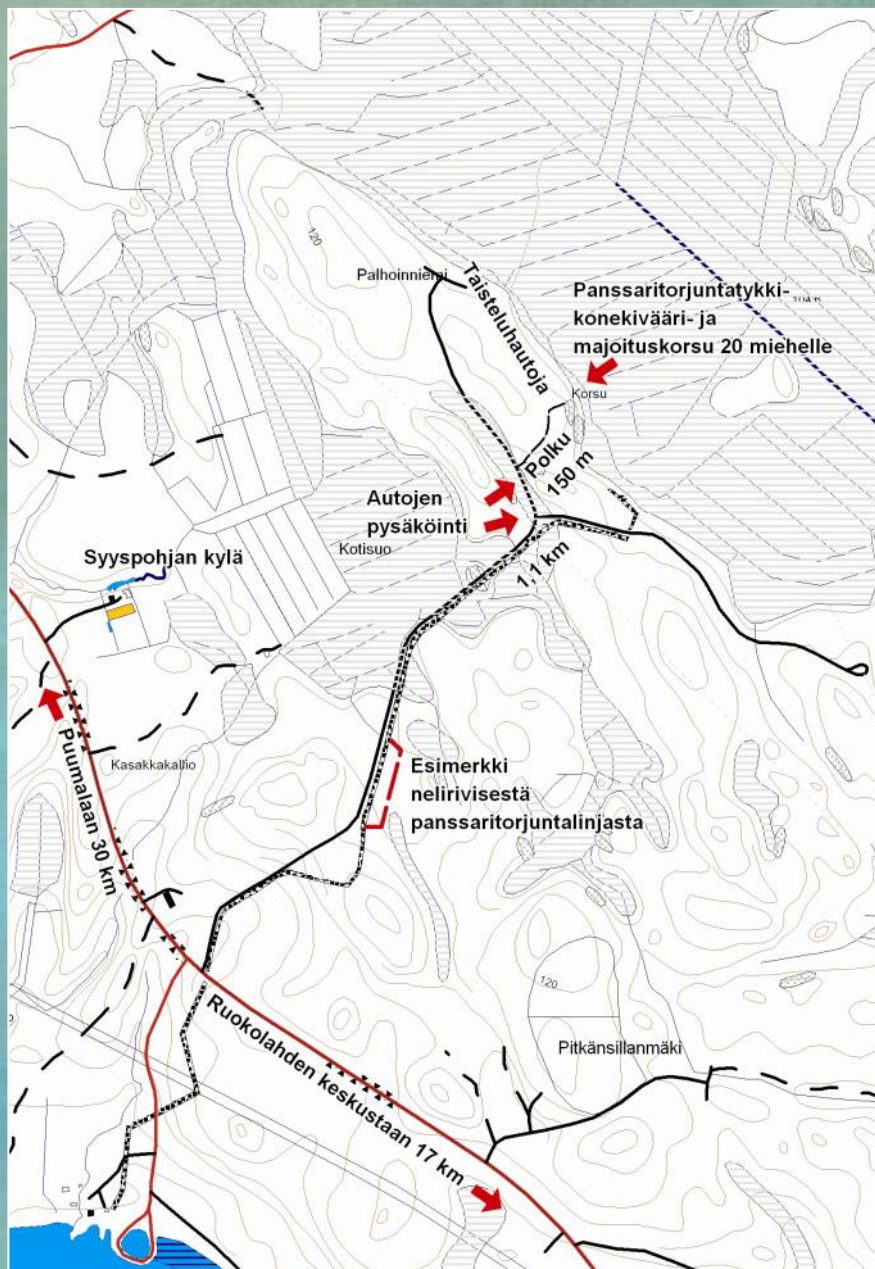 120
Palhoinniemi
Taisteluhautoja
Panssaritorjuntatykki-
konekivääri- ja
majoituskorsu 20 miehelle
Korsu
Polku
150 m
Autojen
pysäköinti
Kotisuo
1,1 km
Syyspohjan kylä
Kasakkakallio
Puumalaan 30 km
Esimerkki
nelirivisestä
panssaritorjuntalinjasta
Ruokolahden keskustaan 17 km
120
Pitkänsillanmäki